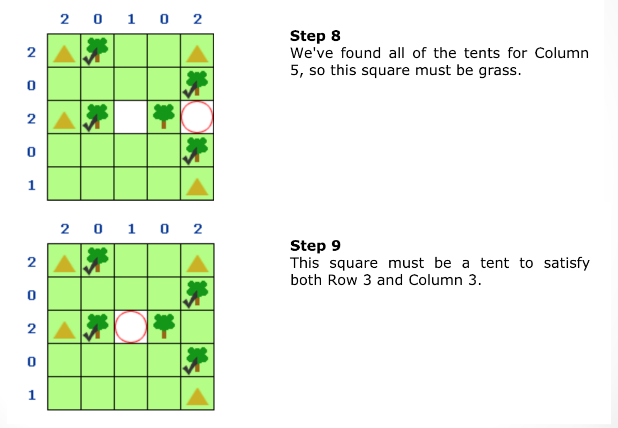 2 0 1 0 2
2
0
2
0
1
Step 8
We've found all of the tents for Column
5, so this square must be grass.
2 0 1 0 2
2
0
2
0
1
Step 9
This square must be a tent to satisfy
both Row 3 and Column 3.